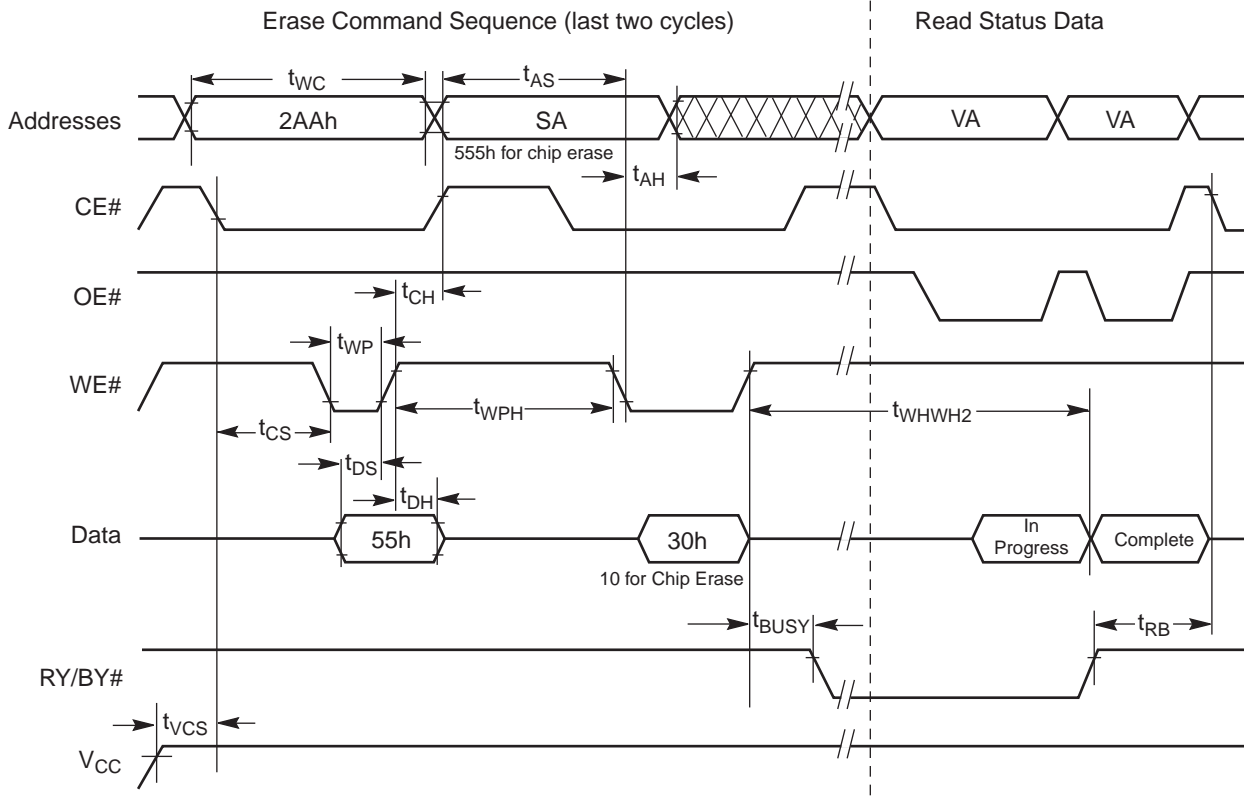 Erase Command Sequence (last two cycles)
Read Status Data
tWC
tAS
Addresses
2AAh
SA
VA
VA
555h for chip erase
tAH
CE#
OE#
tCH
tWP
WE#
tWPH
tWHWH2
tCS
tDS
tDH
Data
55h
30h
In
Progress
Complete
10 for Chip Erase
tBUSY
tRB
RY/BY#
tVCS
VCC